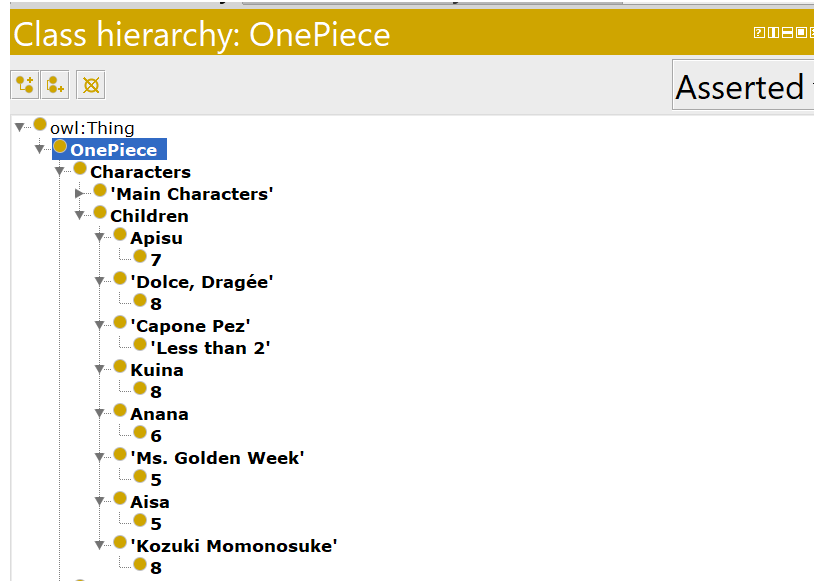 Class hierarchy: OnePiece
Asserted
owl:Thing
OnePiece
Characters
'Main Characters'
Children
Apisu
7
'Dolce, Dragée'
8
'Capone Pez'
'Less than 2'
Kuina
8
Anana
6
'Ms. Golden Week'
5
Aisa
5
'Kozuki Momonosuke'
8